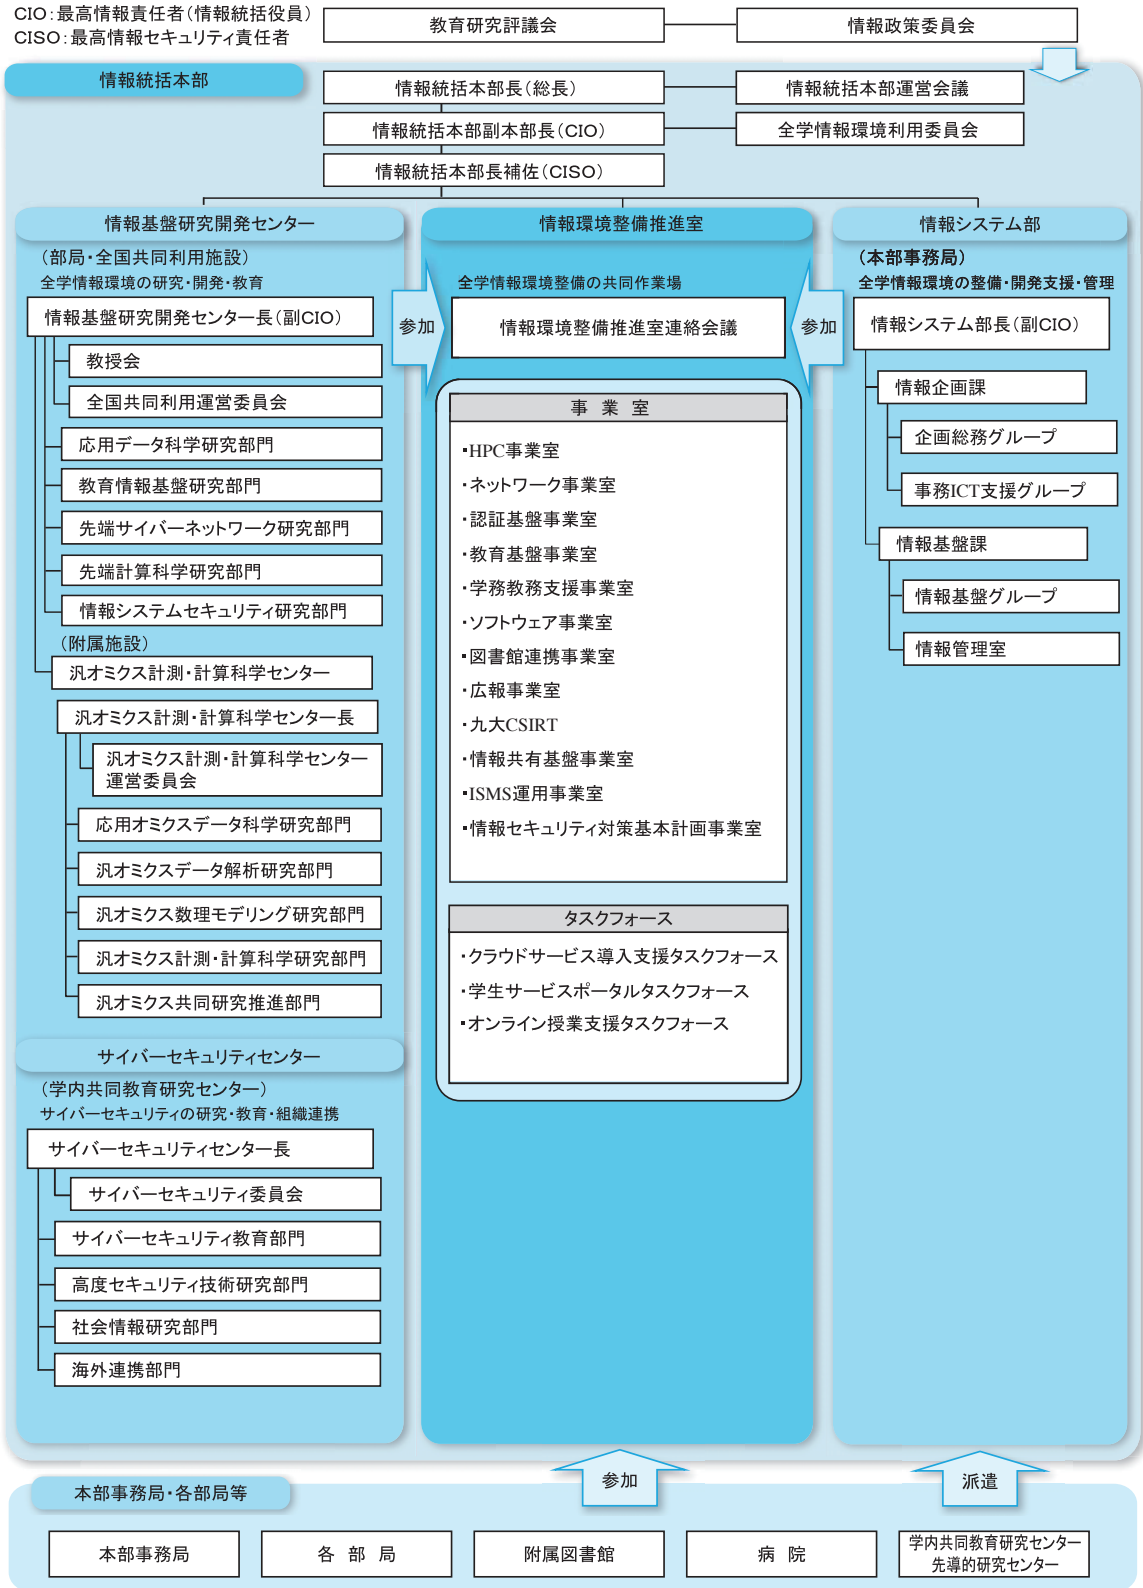 CIO：最高情報責任者（情報統括役員）
CISO：最高情報セキュリティ責任者
教育研究評議会
情報政策委員会
情報統括本部
情報統括本部長（総長）
情報統括本部運営会議
情報統括本部副本部長（CIO）
全学情報環境利用委員会
情報統括本部長補佐（CISO）
情報基盤研究開発センター
（部局・全国共同利用施設）
全学情報環境の研究・開発・教育
情報基盤研究開発センター長（副CIO）
教授会
全国共同利用運営委員会
応用データ科学研究部門
教育情報基盤研究部門
先端サイバーネットワーク研究部門
先端計算科学研究部門
情報システムセキュリティ研究部門
（附属施設）
汎オミクス計測・計算科学センター
汎オミクス計測・計算科学センター長
汎オミクス計測・計算科学センター
運営委員会
応用オミクスデータ科学研究部門
汎オミクスデータ解析研究部門
汎オミクス数理モデリング研究部門
汎オミクス計測・計算科学研究部門
汎オミクス共同研究推進部門
サイバーセキュリティセンター
（学内共同教育研究センター）
サイバーセキュリティの研究・教育・組織連携
サイバーセキュリティセンター長
サイバーセキュリティ委員会
サイバーセキュリティ教育部門
高度セキュリティ技術研究部門
社会情報研究部門
海外連携部門
参加
情報環境整備推進室
全学情報環境整備の共同作業場
情報環境整備推進室連絡会議
事 業 室
・HPC事業室
・ネットワーク事業室
・認証基盤事業室
・教育基盤事業室
・学務教務支援事業室
・ソフトウェア事業室
・図書館連携事業室
・広報事業室
・九大CSIRT
・情報共有基盤事業室
・ISMS運用事業室
・情報セキュリティ対策基本計画事業室
タスクフォース
・クラウドサービス導入支援タスクフォース
・学生サービスポータルタスクフォース
・オンライン授業支援タスクフォース
参加
情報システム部
（本部事務局）
全学情報環境の整備・開発支援・管理
情報システム部長（副CIO）
情報企画課
企画総務グループ
事務ICT支援グループ
情報基盤課
情報基盤グループ
情報管理室
参加
派遣
本部事務局・各部局等
本部事務局
各 部 局
附属図書館
病 院
学内共同教育研究センター
先導的研究センター